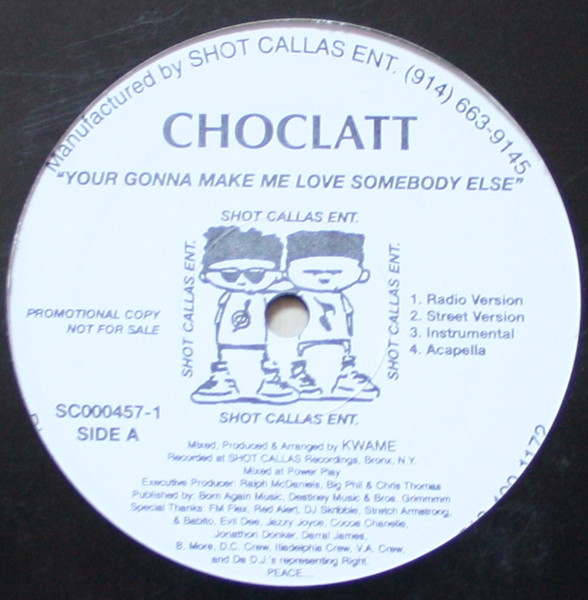 Manufactured by SHOT CALLAS ENT. (914) 663-9145
CHOCLATT
"YOUR GONNA MAKE ME LOVE SOMEBODY ELSE"
SHOT CALLAS ENT.
SHOT CALLAS ENT.
SHOT CALLAS ENT.
PROMOTIONAL COPY
NOT FOR SALE
1. Radio Version
2. Street Version
3. Instrumental
4. Acapella
SHOT CALLAS ENT.
SC000457-1
SIDE A
Mixed, Produced & Arranged by KWAME
Recorded at SHOT CALLAS Recordings, Bronx, N.Y.
Mixed at Power Play
Executive Producer: Ralph McDaniels, Big Phil & Chris Thomas
Published by: Born Again Music, Destiney Music & Bros. Grimmmm
Special Thanks: FM Flex, Red Alert, DJ Skribble, Stretch Armstrong,
& Babito, Evil Dee, Jazzy Joyce, Cocoa Chanelle,
Jonathon Donker, Darral James,
B. More, D.C. Crew, Illadelphia Crew, V.A. Crew,
and Da D.J.'s representing Right.
PEACE...